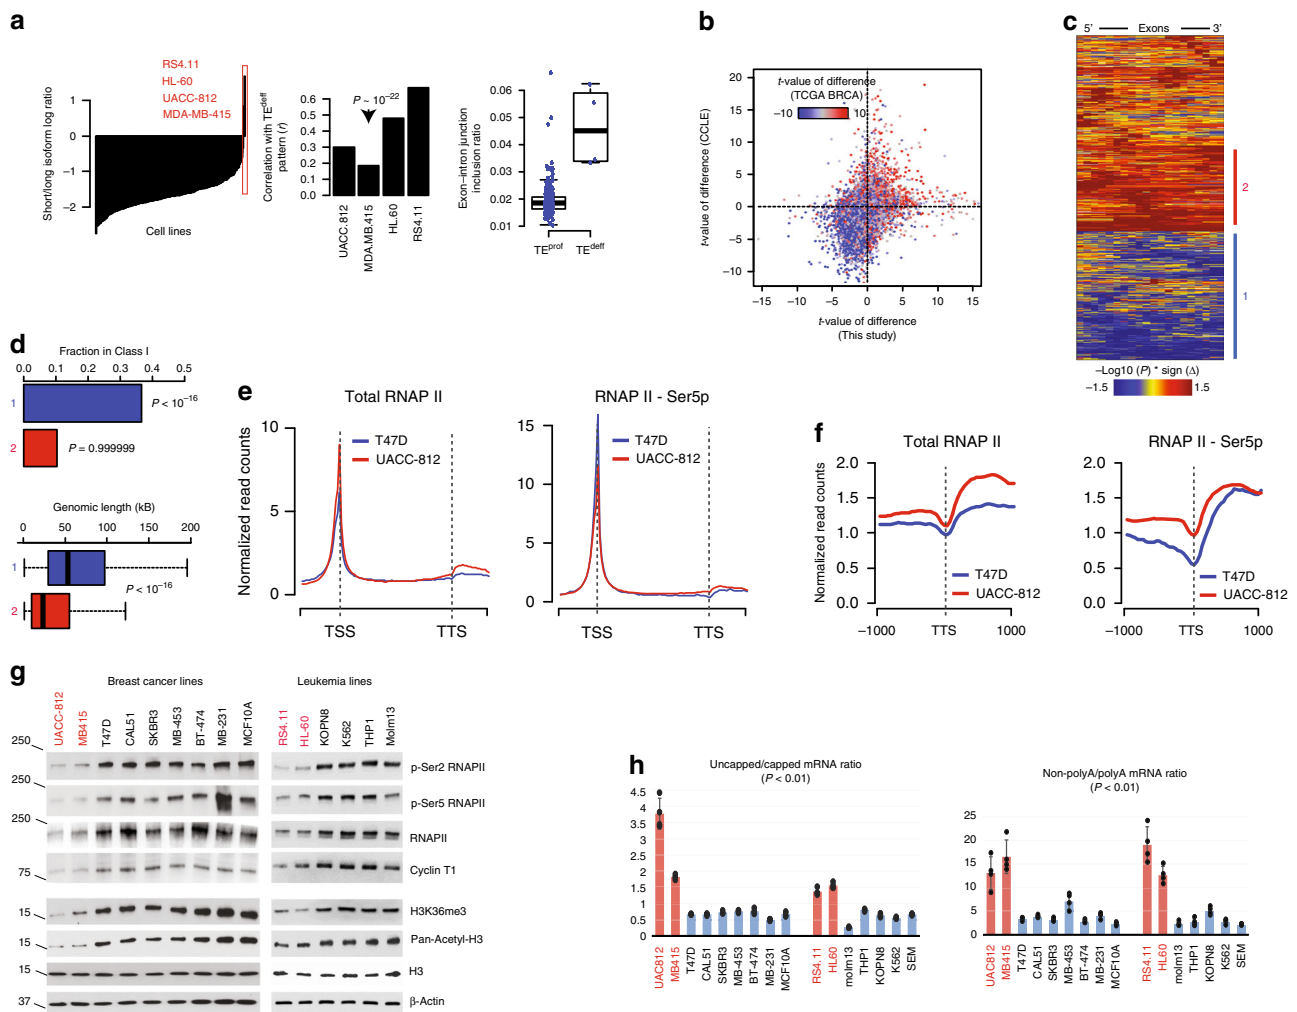 a
RS4.11
HL-60
UACC-812
MDA-MB-415
Short/long isoform log ratio
1
0
−1
−2
Cell lines
Correlation with TEdeff
pattern (r)
0.6
0.5
0.4
0.3
0.2
0.1
0.0
P ~ 10−22
UACC.812
MDA.MB.415
HL.60
RS4.11
Exon–intron junction
inclusion ratio
0.06
0.05
0.04
0.03
0.02
0.01
TEprof
TEdeff
b
t-value of difference (CCLE)
20
15
10
5
0
−5
−10
t-value of difference
(TCGA BRCA)
−10
10
−15 −10 −5 0 5 10 15
t-value of difference
(This study)
c
5′ Exons 3′
2
1
−Log10 (P) * sign (Δ)
−1.5 1.5
d
Fraction in Class I
0.0 0.1 0.2 0.3 0.4 0.5
1
P < 10−16
2
P = 0.999999
Genomic length (kB)
0 50 100 150 200
1
P < 10−16
2
e
Total RNAP II
Normalized read counts
10
5
0
T47D
UACC-812
TSS TTS
RNAP II - Ser5p
15
10
5
0
T47D
UACC-812
TSS TTS
f
Total RNAP II
Normalized read counts
2.0
1.5
1.0
0.5
0.0
T47D
UACC-812
−1000 TTS 1000
RNAP II - Ser5p
2.0
1.5
1.0
0.5
0.0
T47D
UACC-812
−1000 TTS 1000
g
Breast cancer lines
Leukemia lines
UACC-812
MB415
T47D
CAL51
SKBR3
MB-453
BT-474
MB-231
MCF10A
RS4.11
HL-60
KOPN8
K562
THP1
Molm13
250
p-Ser2 RNAPII
250
p-Ser5 RNAPII
250
RNAPII
75
Cyclin T1
15
H3K36me3
15
Pan-Acetyl-H3
15
H3
37
β-Actin
h
Uncapped/capped mRNA ratio
(P < 0.01)
4.5
4
3.5
3
2.5
2
1.5
1
0.5
0
UAC812
MB415
T47D
CAL51
SKBR3
MB-453
BT-474
MB-231
MCF10A
RS4.11
HL60
molm13
THP1
KOPN8
K562
SEM
Non-polyA/polyA mRNA ratio
(P < 0.01)
25
20
15
10
5
0
UAC812
MB415
T47D
CAL51
SKBR3
MB-453
BT-474
MB-231
MCF10A
RS4.11
HL60
molm13
THP1
KOPN8
K562
SEM